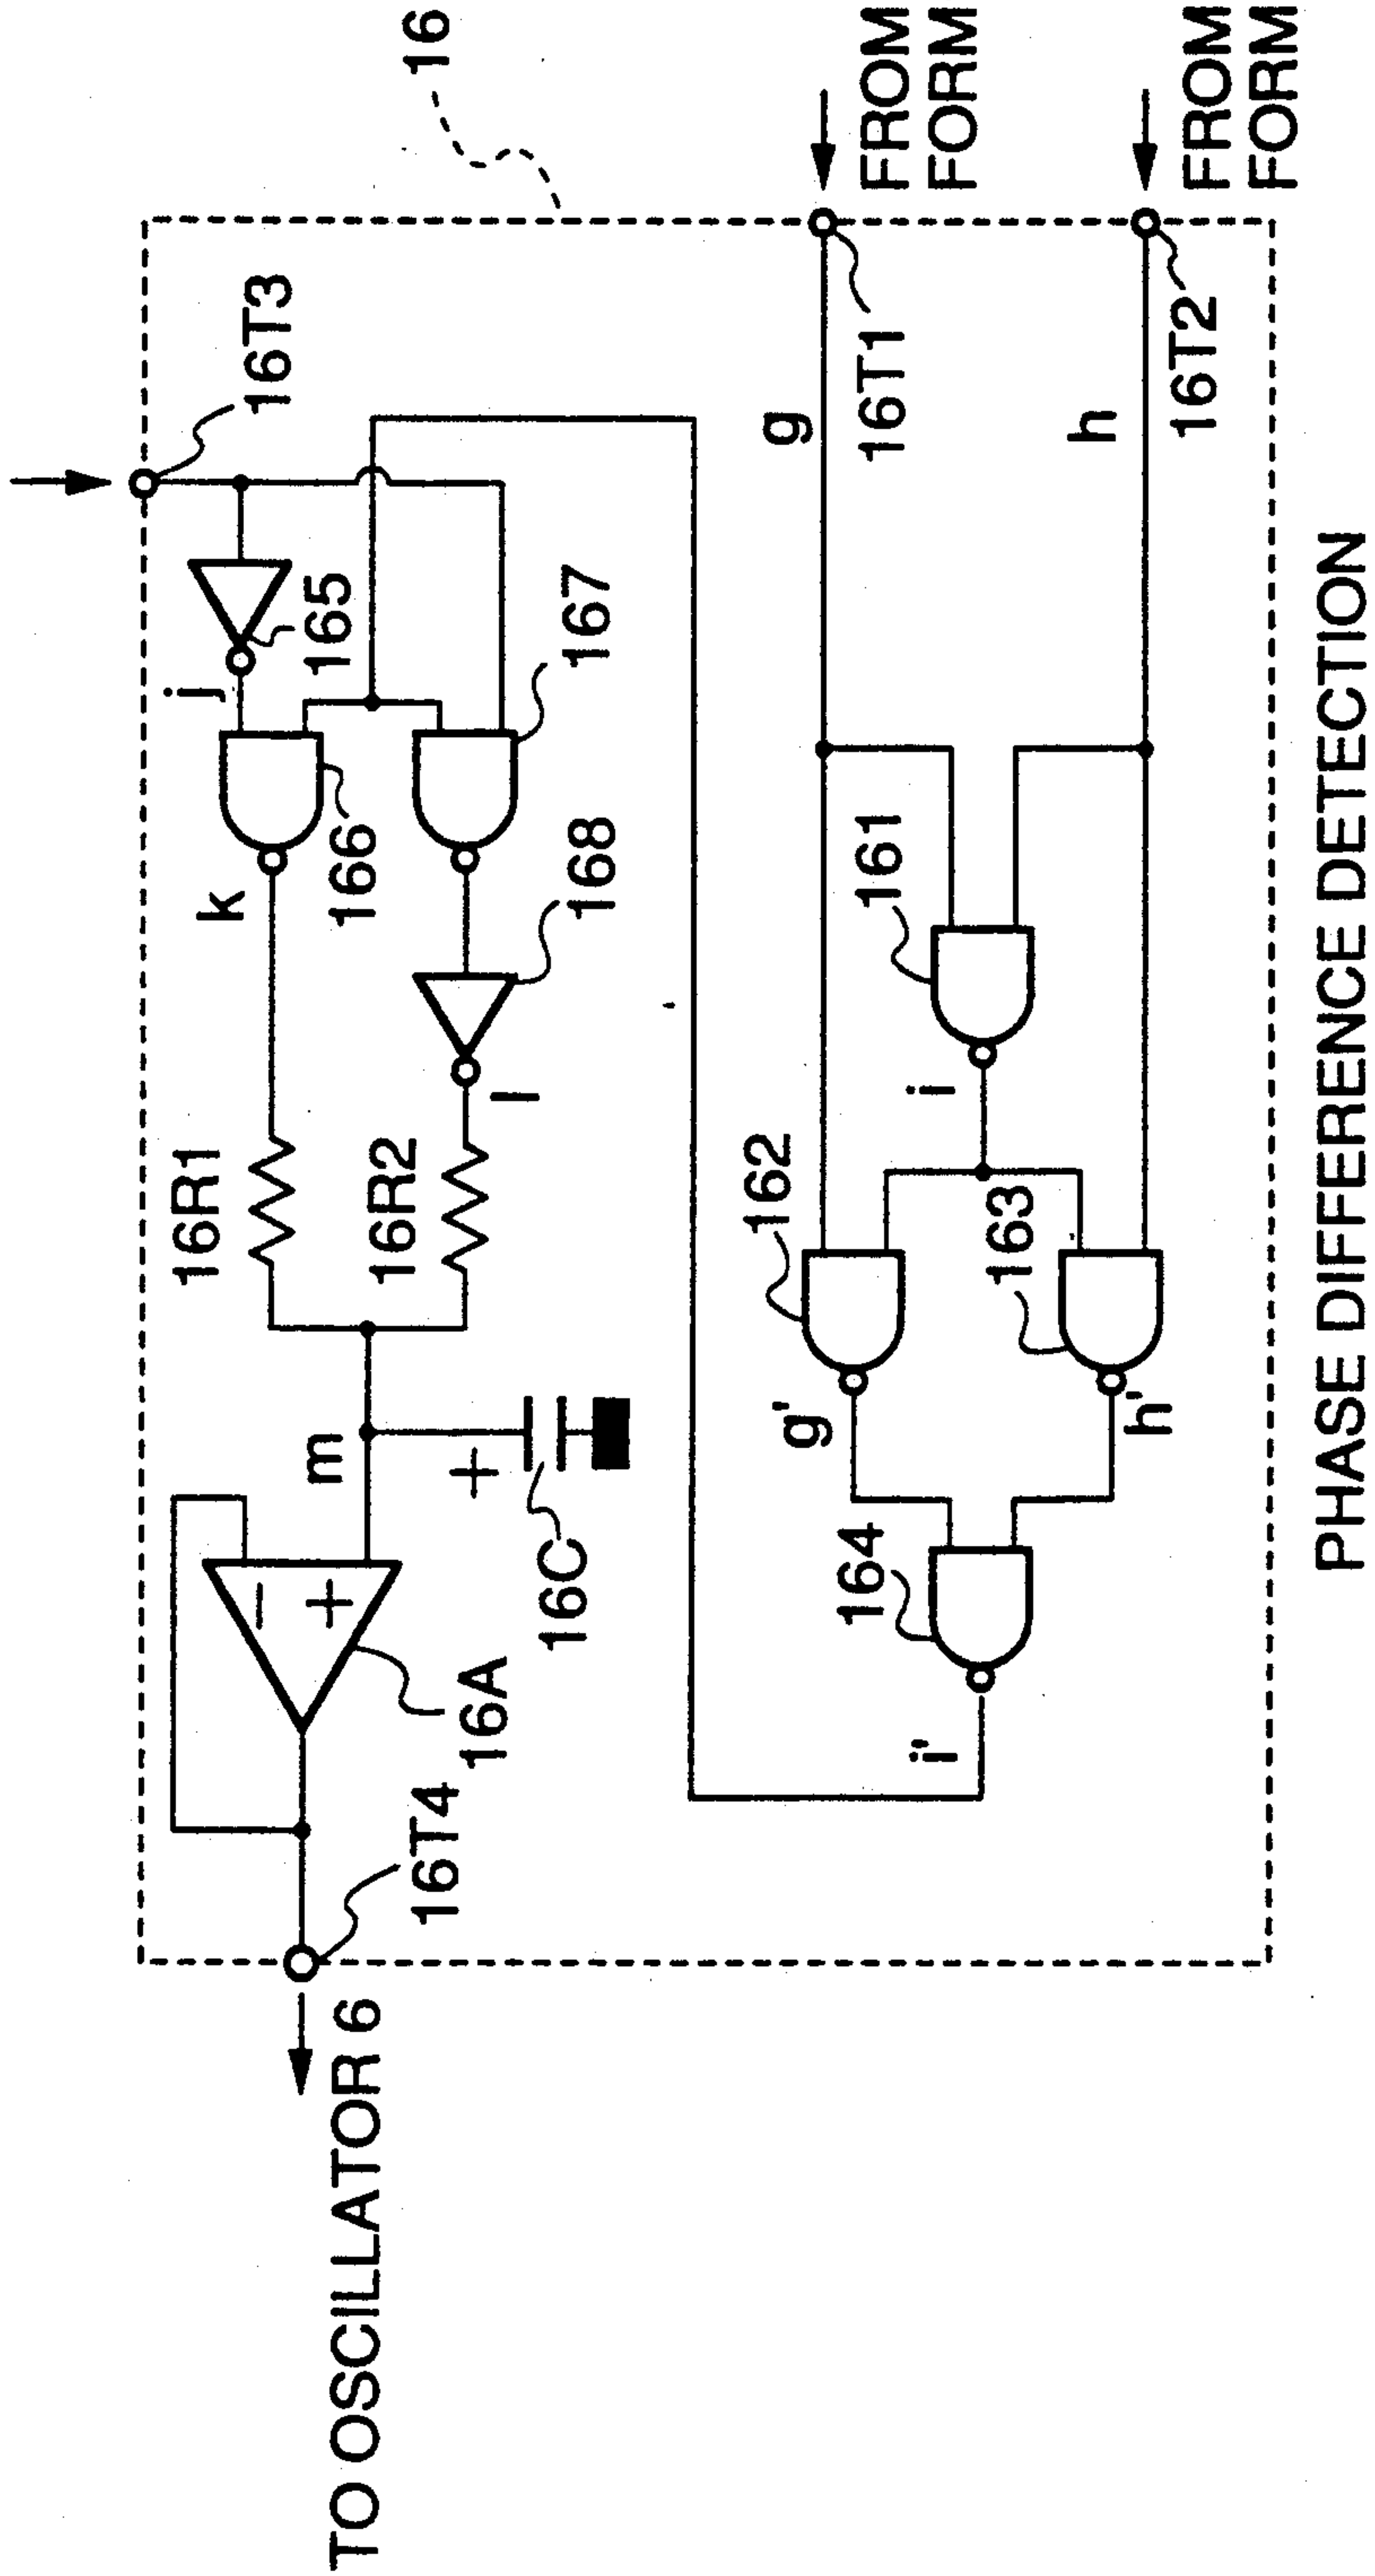 16
16T3
j
165
167
k
166
168
l
16R1
16R2
m
+
16C
−
+
16A
16T4
TO OSCILLATOR 6
FROM
FORM
g
16T1
FROM
FORM
h
16T2
161
i
162
163
g'
h'
164
i'
PHASE DIFFERENCE DETECTION